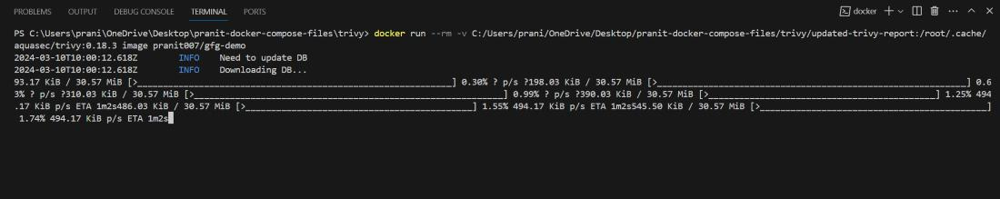 PROBLEMS OUTPUT DEBUG CONSOLE TERMINAL PORTS docker
PS C:\Users\prani\OneDrive\Desktop\pranit-docker-compose-files\trivy> docker run --rm -v C:/Users/prani/OneDrive/Desktop/pranit-docker-compose-files/trivy/updated-trivy-report:/root/.cache/
aquasec/trivy:0.18.3 image pranit007/gfg-demo
2024-03-10T10:00:12.618Z INFO Need to update DB
2024-03-10T10:00:12.618Z INFO Downloading DB...
93.17 KiB / 30.57 MiB [>______________________________________________________] 0.30% ? p/s ?198.03 KiB / 30.57 MiB [>______________________________________________________] 0.6
3% ? p/s ?310.03 KiB / 30.57 MiB [>______________________________________________________] 0.99% ? p/s ?390.03 KiB / 30.57 MiB [>___________________________________________] 1.25% 494
.17 KiB p/s ETA 1m2s486.03 KiB / 30.57 MiB [>___________________________________________] 1.55% 494.17 KiB p/s ETA 1m2s545.50 KiB / 30.57 MiB [>___________________________________________]
1.74% 494.17 KiB p/s ETA 1m2s